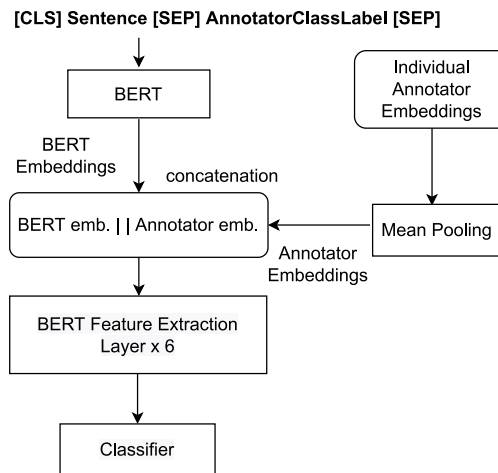 [CLS] Sentence [SEP] AnnotatorClassLabel [SEP]
BERT
Individual
Annotator
Embeddings
BERT
Embeddings
concatenation
BERT emb. | | Annotator emb.
Mean Pooling
Annotator
Embeddings
BERT Feature Extraction
Layer x 6
Classifier